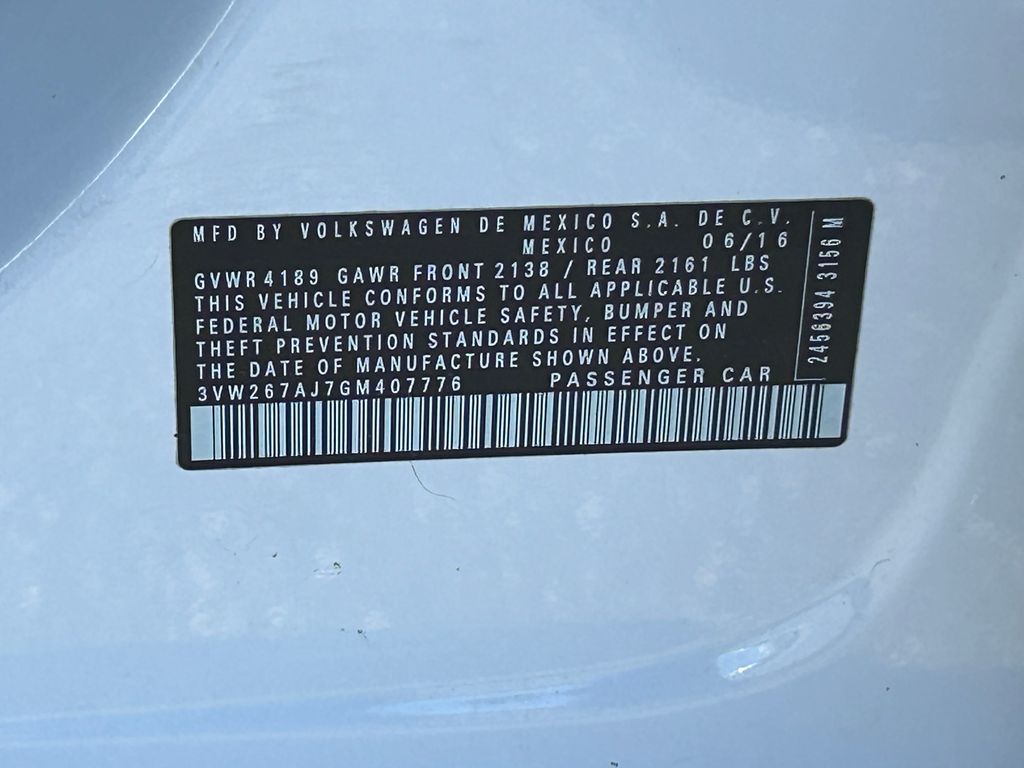 MFD BY VOLKSWAGEN DE MEXICO S.A. DE C.V.
MEXICO 06/16
GVWR 4189 GAWR FRONT 2138 / REAR 2161 LBS
THIS VEHICLE CONFORMS TO ALL APPLICABLE U.S.
FEDERAL MOTOR VEHICLE SAFETY, BUMPER AND
THEFT PREVENTION STANDARDS IN EFFECT ON
THE DATE OF MANUFACTURE SHOWN ABOVE.
3VW267AJ7GM407776 PASSENGER CAR
2456394 3156 M